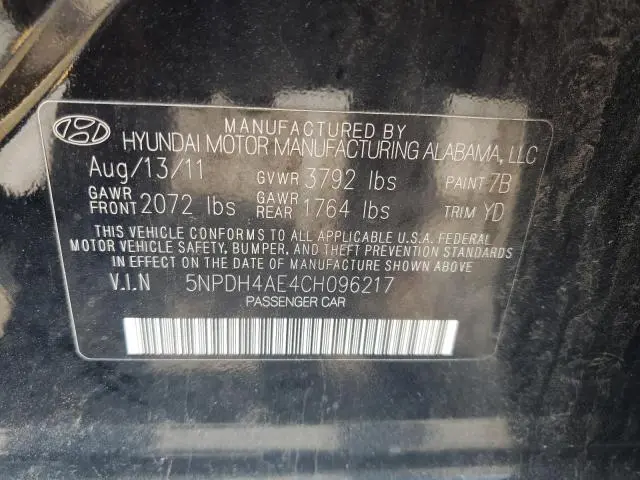 MANUFACTURED BY
HYUNDAI MOTOR MANUFACTURING ALABAMA, LLC
Aug/13/11 GVWR 3792 lbs PAINT 7B
GAWR FRONT 2072 lbs GAWR REAR 1764 lbs TRIM YD
THIS VEHICLE CONFORMS TO ALL APPLICABLE U.S.A. FEDERAL
MOTOR VEHICLE SAFETY, BUMPER, AND THEFT PREVENTION STANDARDS
IN EFFECT ON THE DATE OF MANUFACTURE SHOWN ABOVE
V.I.N 5NPDH4AE4CH096217
PASSENGER CAR